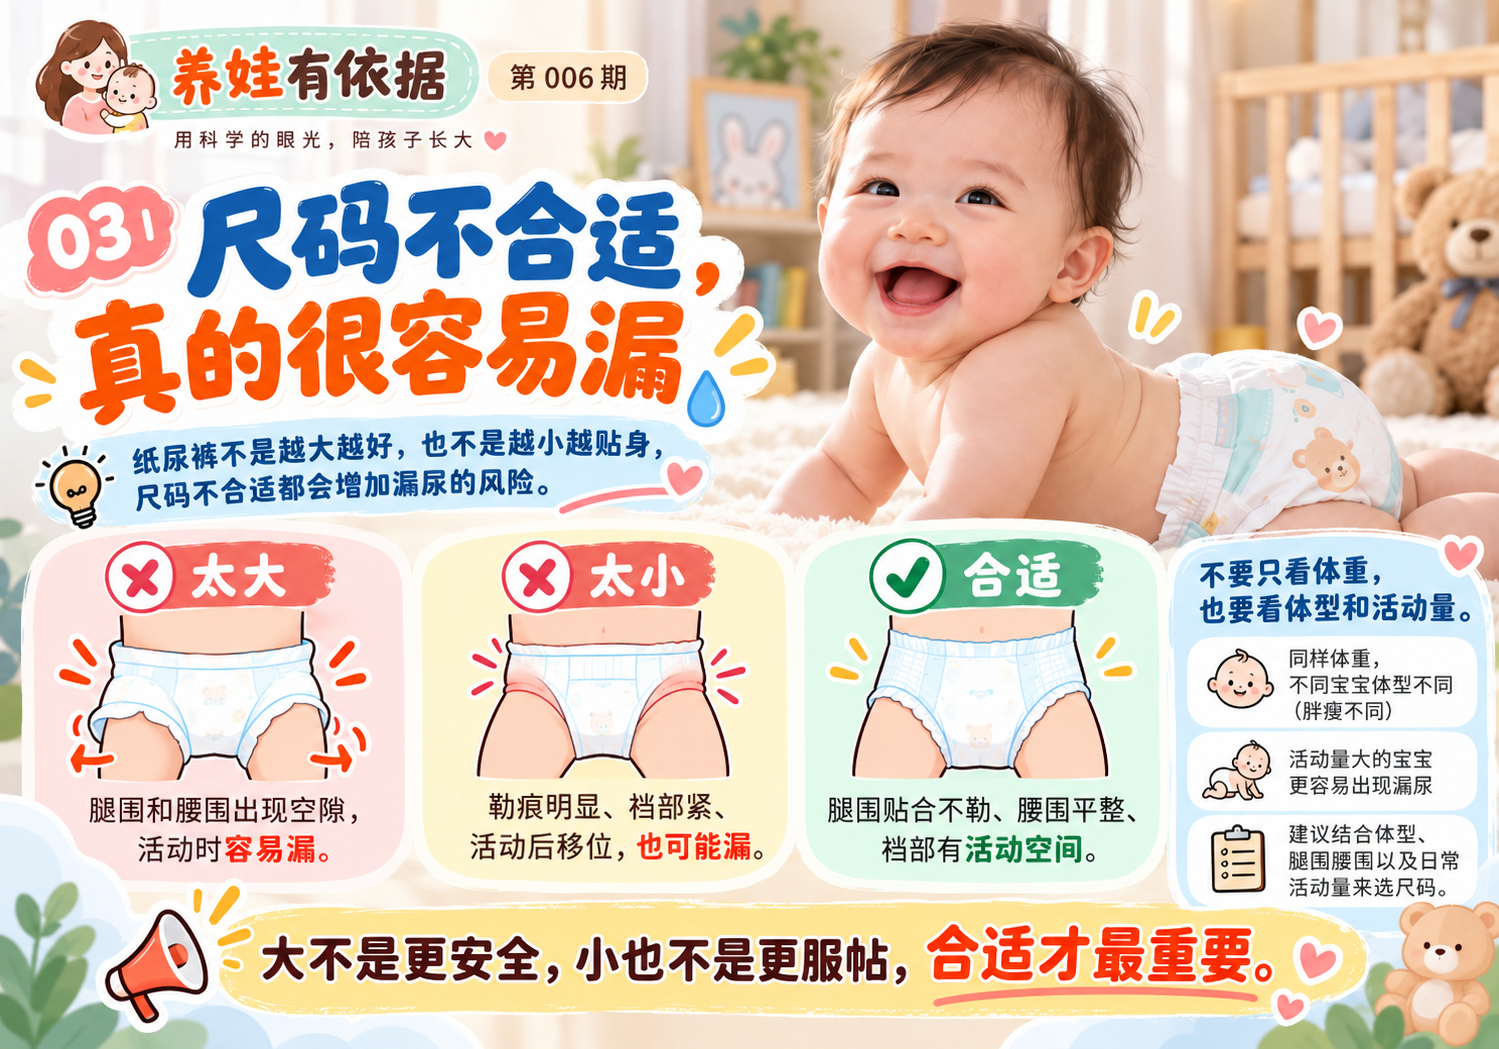 养娃有依据
第 006 期
用科学的眼光，陪孩子长大
031
尺码不合适，
真的很容易漏
纸尿裤不是越大越好，也不是越小越贴身，
尺码不合适都会增加漏尿的风险。
太大
腿围和腰围出现空隙，
活动时容易漏。
太小
勒痕明显、裆部紧、
活动后移位，也可能漏。
合适
腿围贴合不勒、腰围平整、
裆部有活动空间。
不要只看体重，
也要看体型和活动量。
同样体重，
不同宝宝体型不同
（胖瘦不同）
活动量大的宝宝
更容易出现漏尿
建议结合体型、
腿围腰围以及日常
活动量来选尺码。
大不是更安全，小也不是更服帖，合适才最重要。